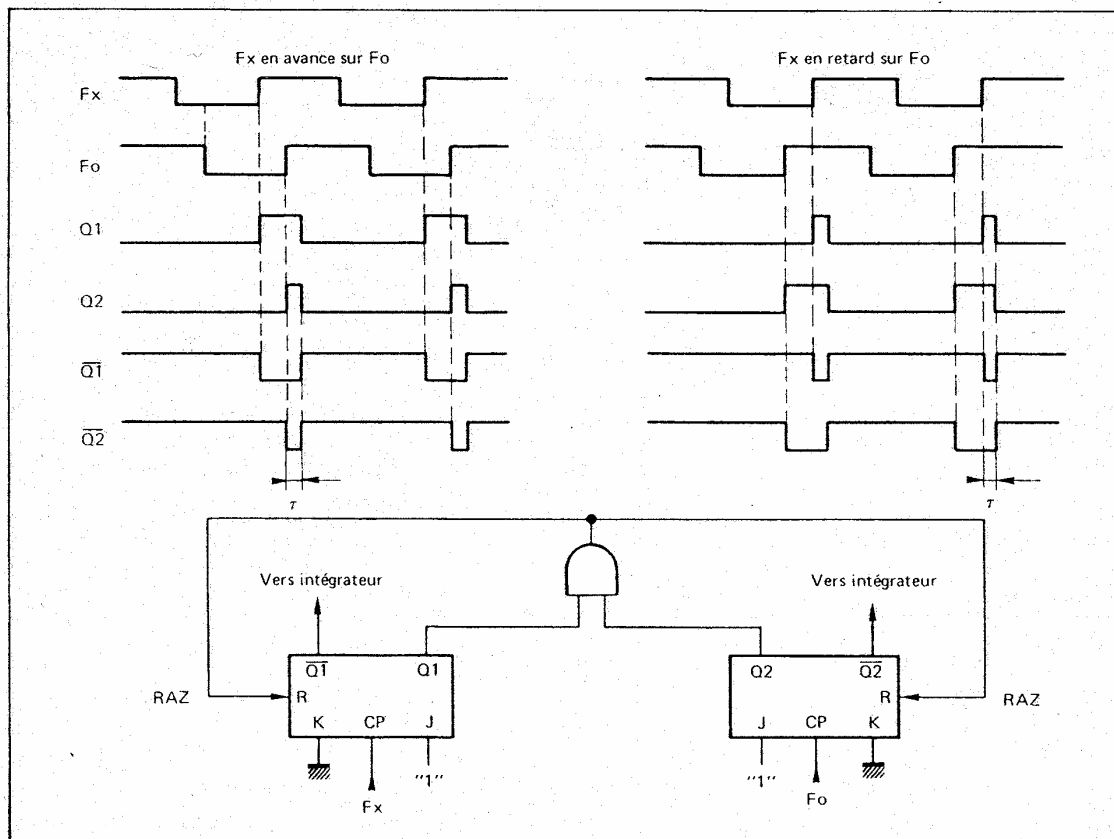 Fx en avance sur Fo
Fx en retard sur Fo
Fx
Fo
Q1
Q2
Q1̅
Q2̅
τ
τ
Vers intégrateur
Vers intégrateur
Q1̅ Q1
Q2 Q2̅
RAZ R
R RAZ
K CP J
J CP K
"1"
"1"
Fx
Fo